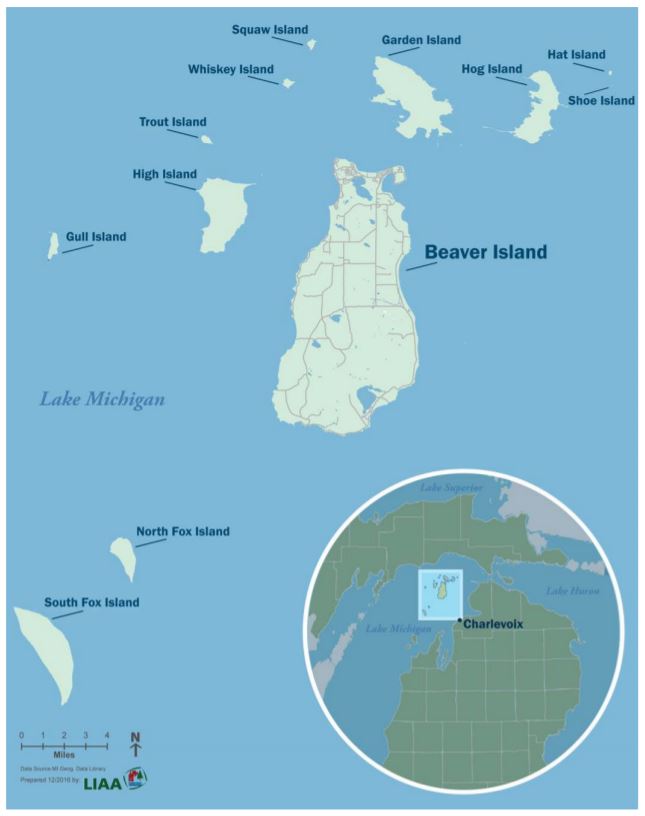 Squaw Island
Garden Island
Hat Island
Whiskey Island
Hog Island
Shoe Island
Trout Island
High Island
Gull Island
Beaver Island
Lake Michigan
North Fox Island
South Fox Island
Lake Superior
Lake Huron
Lake Michigan
Charlevoix
0 1 2 3 4
Miles
N
Data Source:MI Geog. Data Library
Prepared 12/2016 by:
LIAA